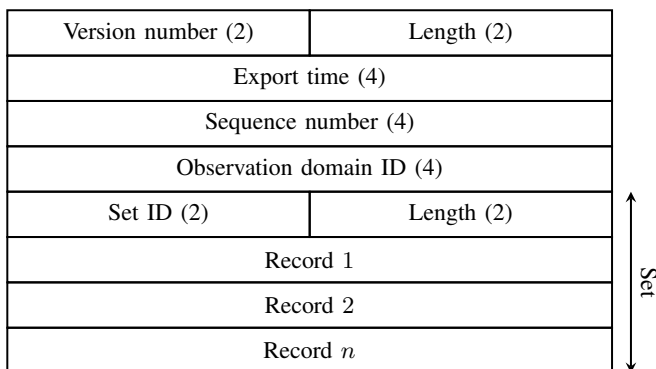 Version number (2) Length (2)
Export time (4)
Sequence number (4)
Observation domain ID (4)
Set ID (2) Length (2)
Record 1
Record 2
Record n
Set